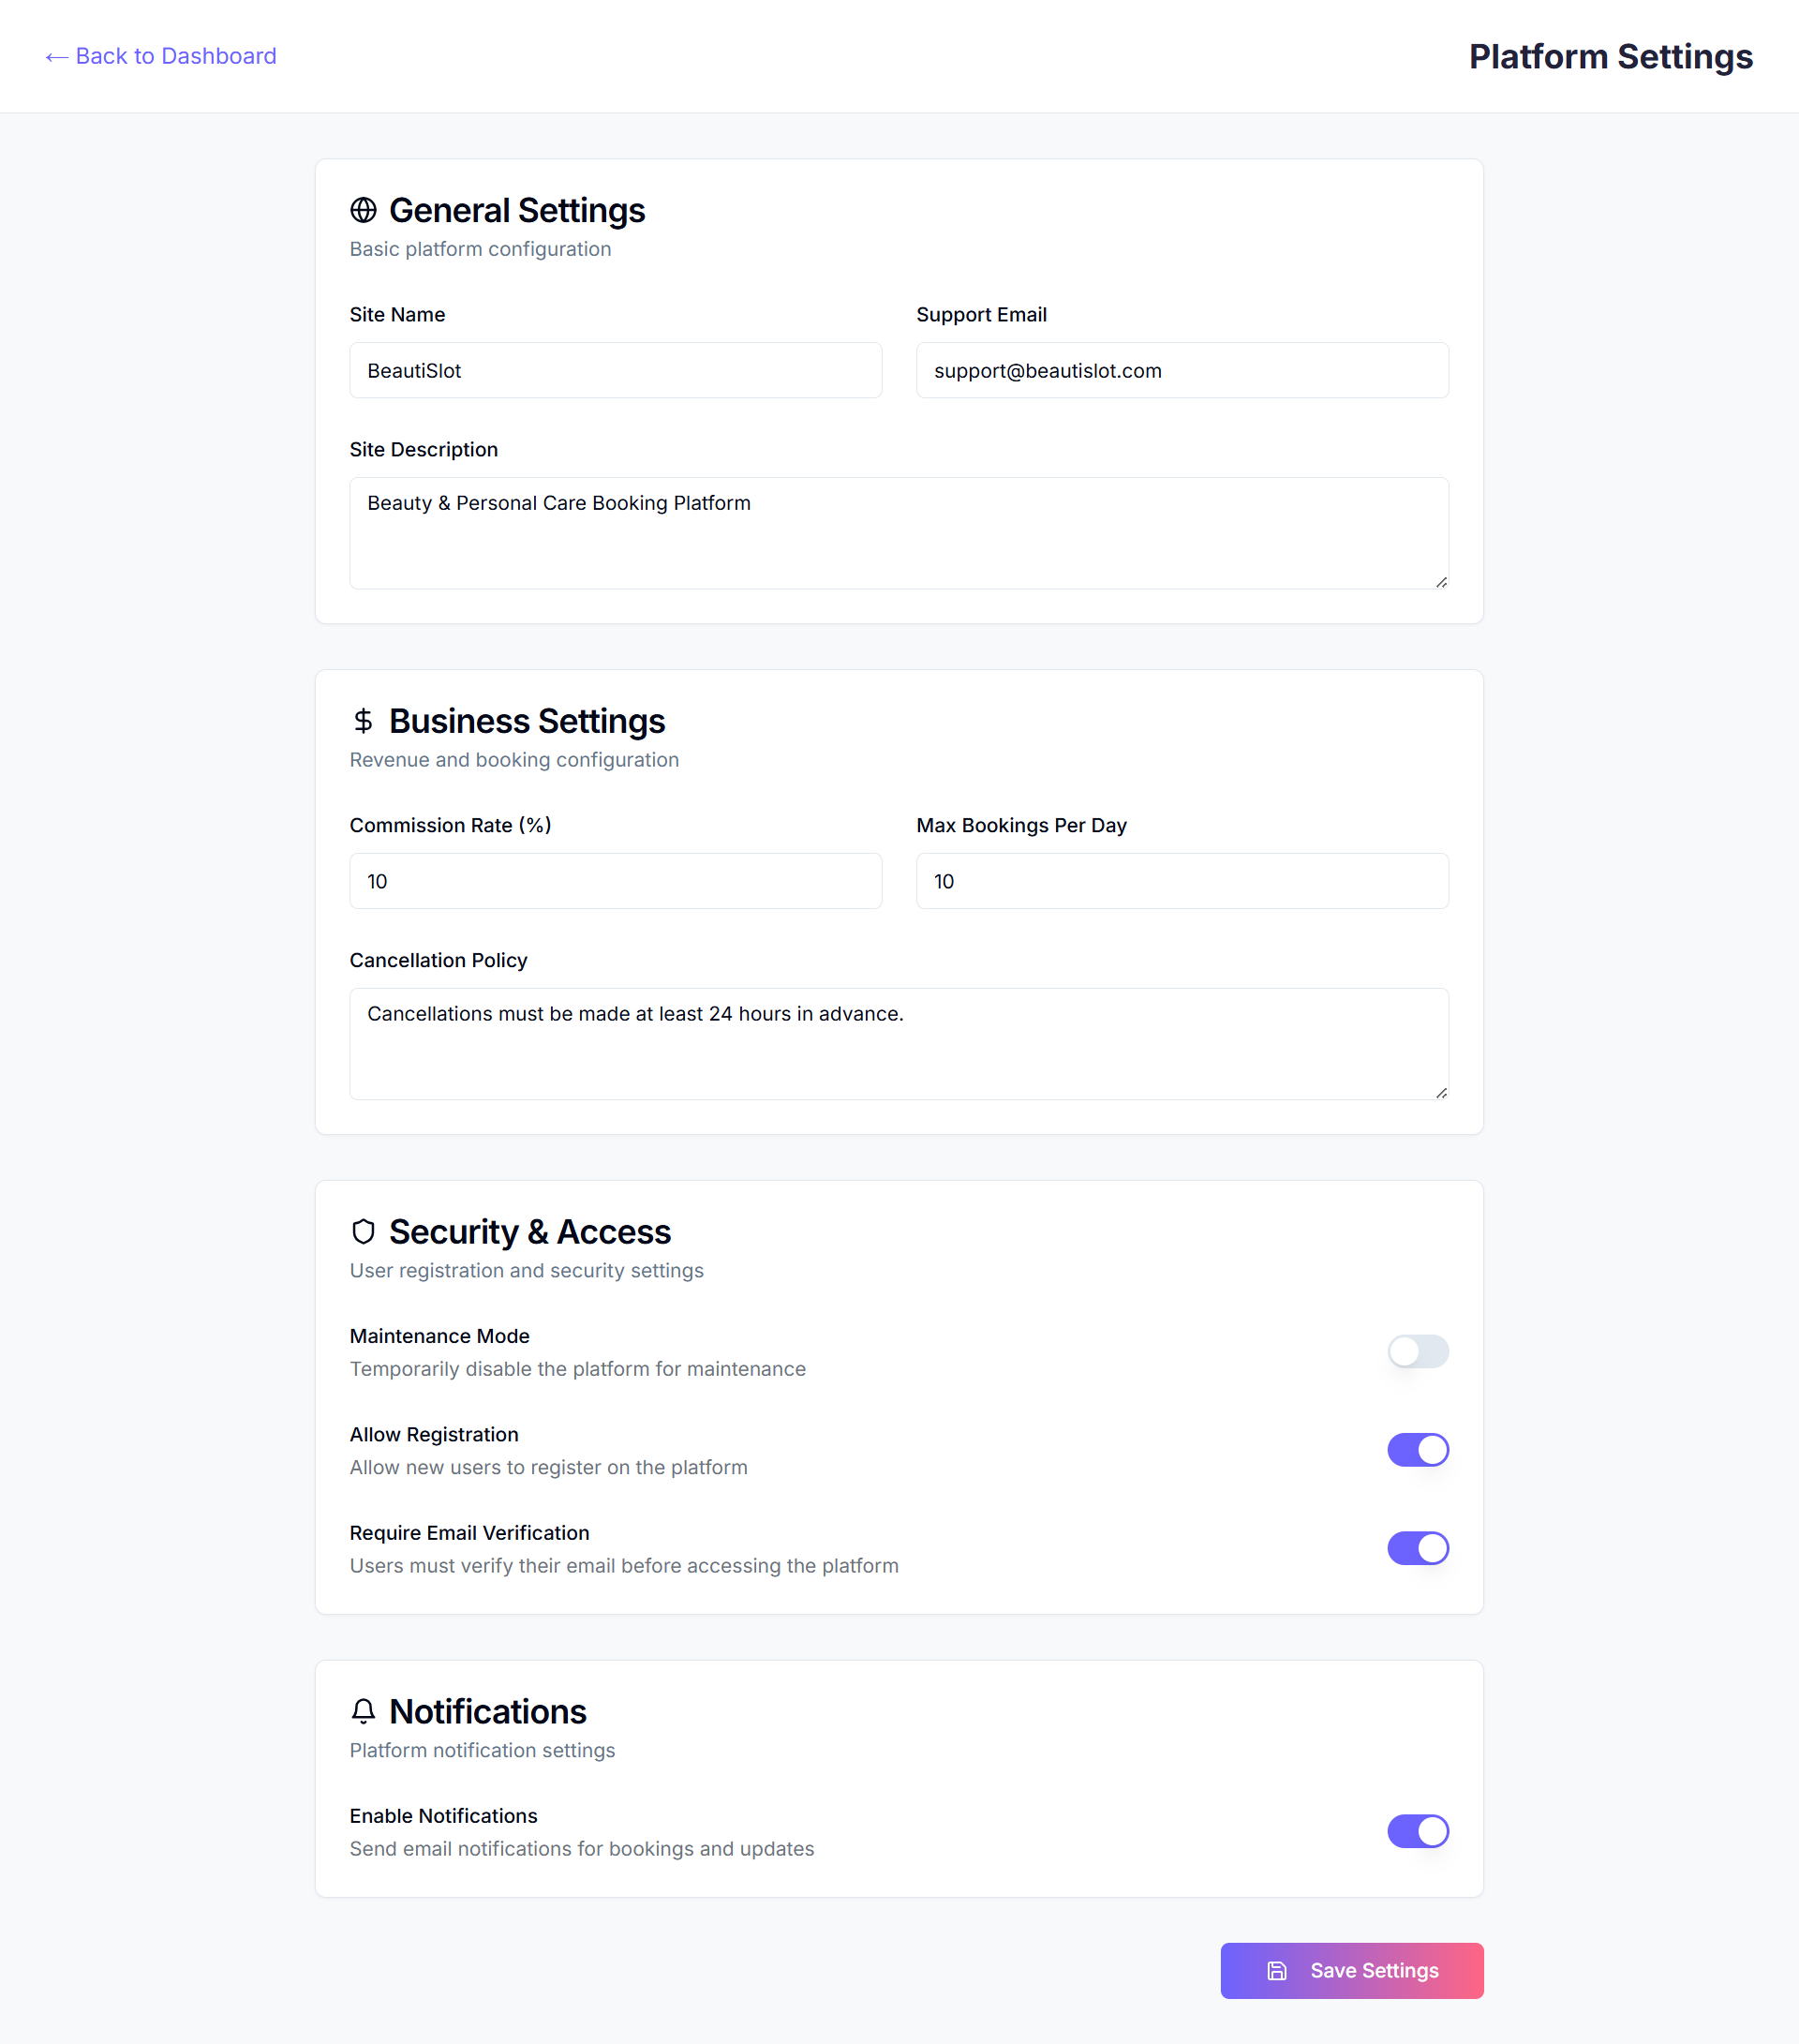 ← Back to Dashboard
Platform Settings
General Settings
Basic platform configuration
Site Name
Support Email
BeautiSlot
support@beautislot.com
Site Description
Beauty & Personal Care Booking Platform
Business Settings
Revenue and booking configuration
Commission Rate (%)
Max Bookings Per Day
10
10
Cancellation Policy
Cancellations must be made at least 24 hours in advance.
Security & Access
User registration and security settings
Maintenance Mode
Temporarily disable the platform for maintenance
Allow Registration
Allow new users to register on the platform
Require Email Verification
Users must verify their email before accessing the platform
Notifications
Platform notification settings
Enable Notifications
Send email notifications for bookings and updates
Save Settings